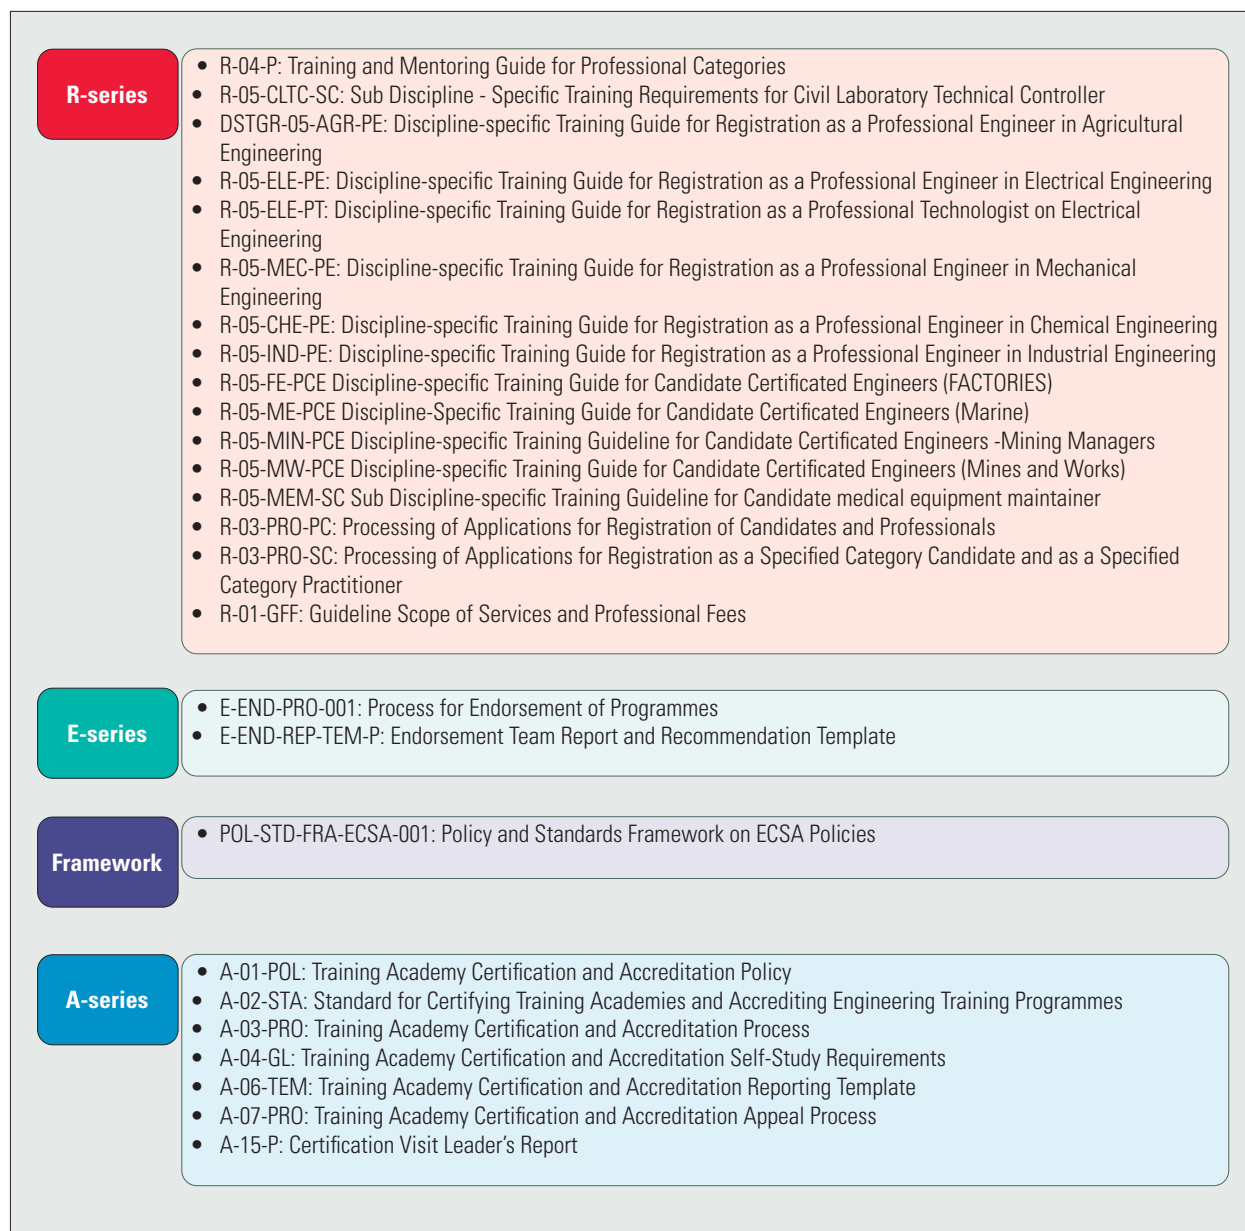 R-series
• R-04-P: Training and Mentoring Guide for Professional Categories
• R-05-CLTC-SC: Sub Discipline - Specific Training Requirements for Civil Laboratory Technical Controller
• DSTGR-05-AGR-PE: Discipline-specific Training Guide for Registration as a Professional Engineer in Agricultural
Engineering
• R-05-ELE-PE: Discipline-specific Training Guide for Registration as a Professional Engineer in Electrical Engineering
• R-05-ELE-PT: Discipline-specific Training Guide for Registration as a Professional Technologist on Electrical
Engineering
• R-05-MEC-PE: Discipline-specific Training Guide for Registration as a Professional Engineer in Mechanical
Engineering
• R-05-CHE-PE: Discipline-specific Training Guide for Registration as a Professional Engineer in Chemical Engineering
• R-05-IND-PE: Discipline-specific Training Guide for Registration as a Professional Engineer in Industrial Engineering
• R-05-FE-PCE Discipline-specific Training Guide for Candidate Certificated Engineers (FACTORIES)
• R-05-ME-PCE Discipline-Specific Training Guide for Candidate Certificated Engineers (Marine)
• R-05-MIN-PCE Discipline-specific Training Guideline for Candidate Certificated Engineers -Mining Managers
• R-05-MW-PCE Discipline-specific Training Guide for Candidate Certificated Engineers (Mines and Works)
• R-05-MEM-SC Sub Discipline-specific Training Guideline for Candidate medical equipment maintainer
• R-03-PRO-PC: Processing of Applications for Registration of Candidates and Professionals
• R-03-PRO-SC: Processing of Applications for Registration as a Specified Category Candidate and as a Specified
Category Practitioner
• R-01-GFF: Guideline Scope of Services and Professional Fees
E-series
• E-END-PRO-001: Process for Endorsement of Programmes
• E-END-REP-TEM-P: Endorsement Team Report and Recommendation Template
Framework
• POL-STD-FRA-ECSA-001: Policy and Standards Framework on ECSA Policies
A-series
• A-01-POL: Training Academy Certification and Accreditation Policy
• A-02-STA: Standard for Certifying Training Academies and Accrediting Engineering Training Programmes
• A-03-PRO: Training Academy Certification and Accreditation Process
• A-04-GL: Training Academy Certification and Accreditation Self-Study Requirements
• A-06-TEM: Training Academy Certification and Accreditation Reporting Template
• A-07-PRO: Training Academy Certification and Accreditation Appeal Process
• A-15-P: Certification Visit Leader’s Report